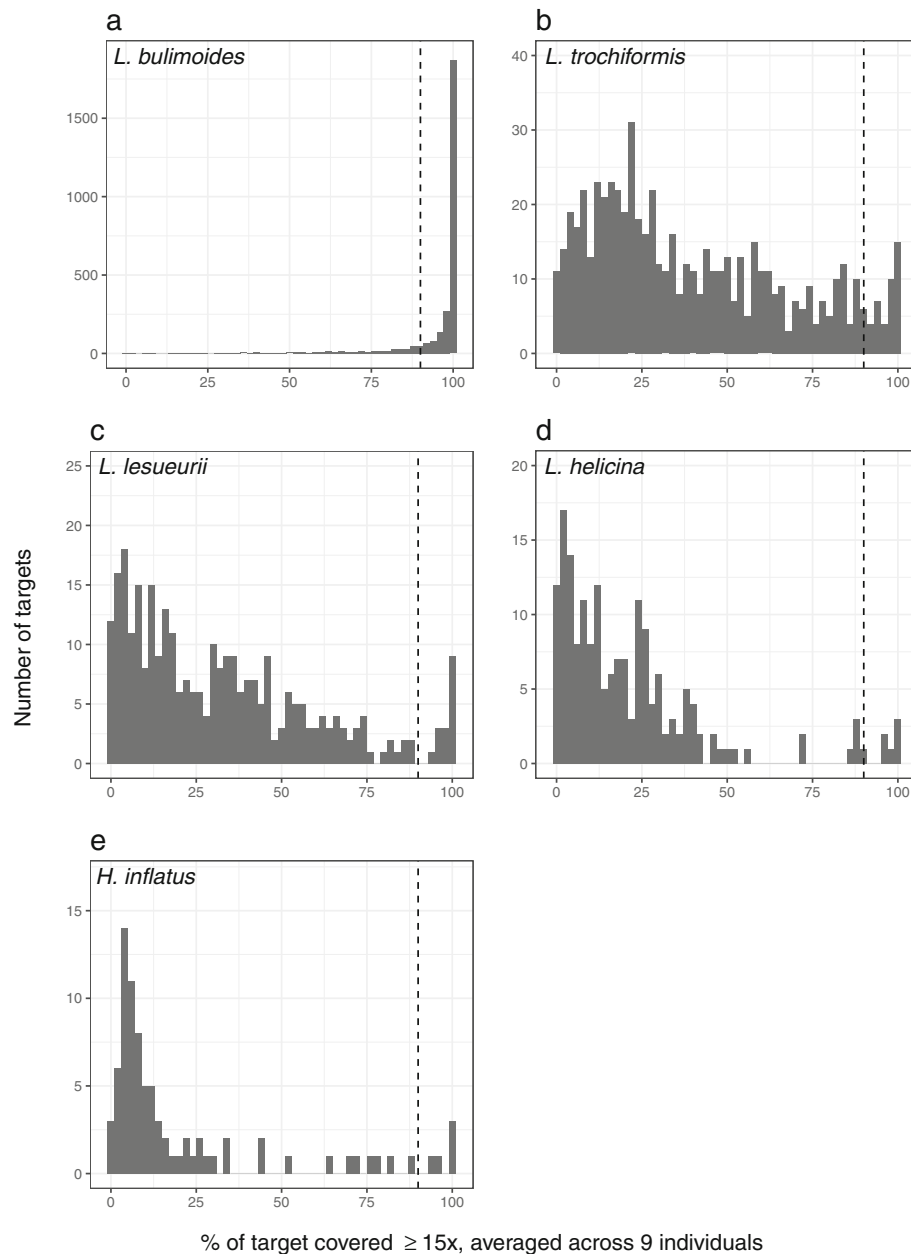 a
L. bulimoides
1500
1000
500
0
0 25 50 75 100
b
L. trochiformis
40
30
20
10
0
0 25 50 75 100
c
L. lesueurii
25
20
15
10
5
0
0 25 50 75 100
d
L. helicina
20
15
10
5
0
0 25 50 75 100
e
H. inflatus
15
10
5
0
0 25 50 75 100
Number of targets
% of target covered ≥ 15x, averaged across 9 individuals